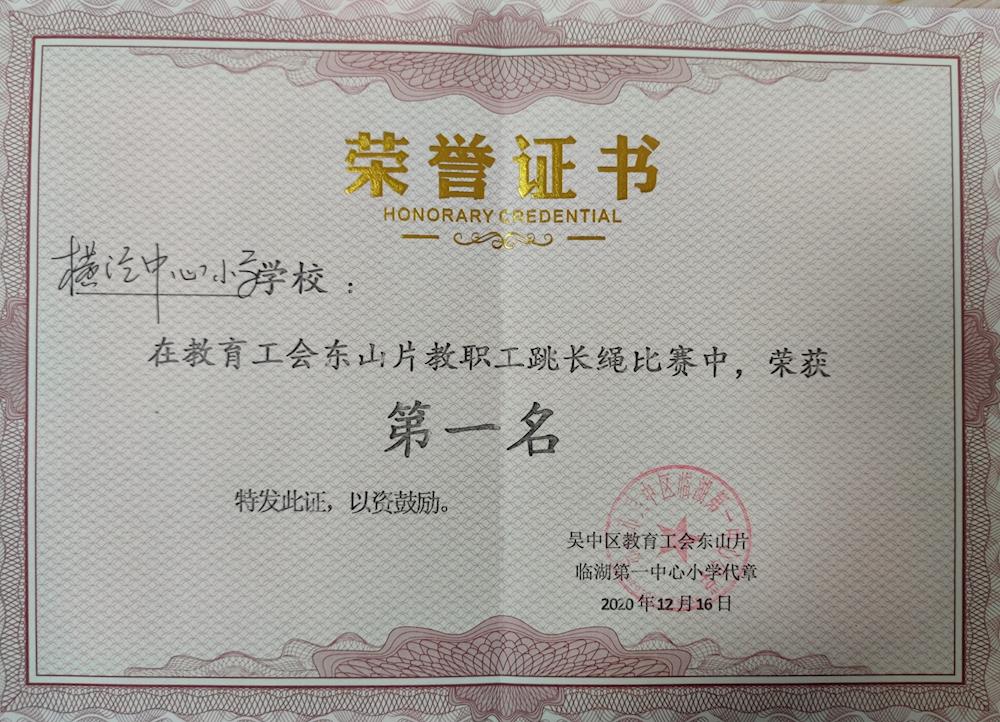 荣誉证书
HONORARY CREDENTIAL
横泾中心小学学校：
在教育工会东山片教职工跳长绳比赛中，荣获
第一名
特发此证，以资鼓励。
吴中区教育工会东山片
临湖第一中心小学代章
2020年12月16日